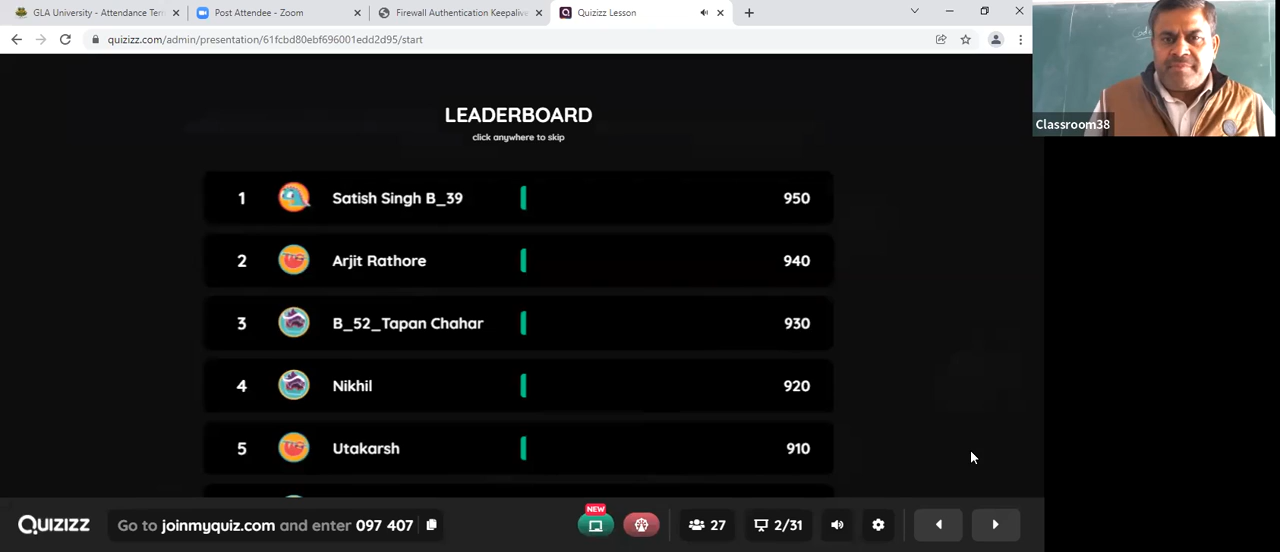 GLA University - Attendance Terr
Post Attendee - Zoom
Firewall Authentication Keepalive
Quizizz Lesson
quizizz.com/admin/presentation/61fcbd80ebf696001edd2d95/start
Classroom38
LEADERBOARD
click anywhere to skip
1 Satish Singh B_39 950
2 Arjit Rathore 940
3 B_52_Tapan Chahar 930
4 Nikhil 920
5 Utakarsh 910
QUIZIZZ
Go to joinmyquiz.com and enter 097 407
NEW
27
2/31